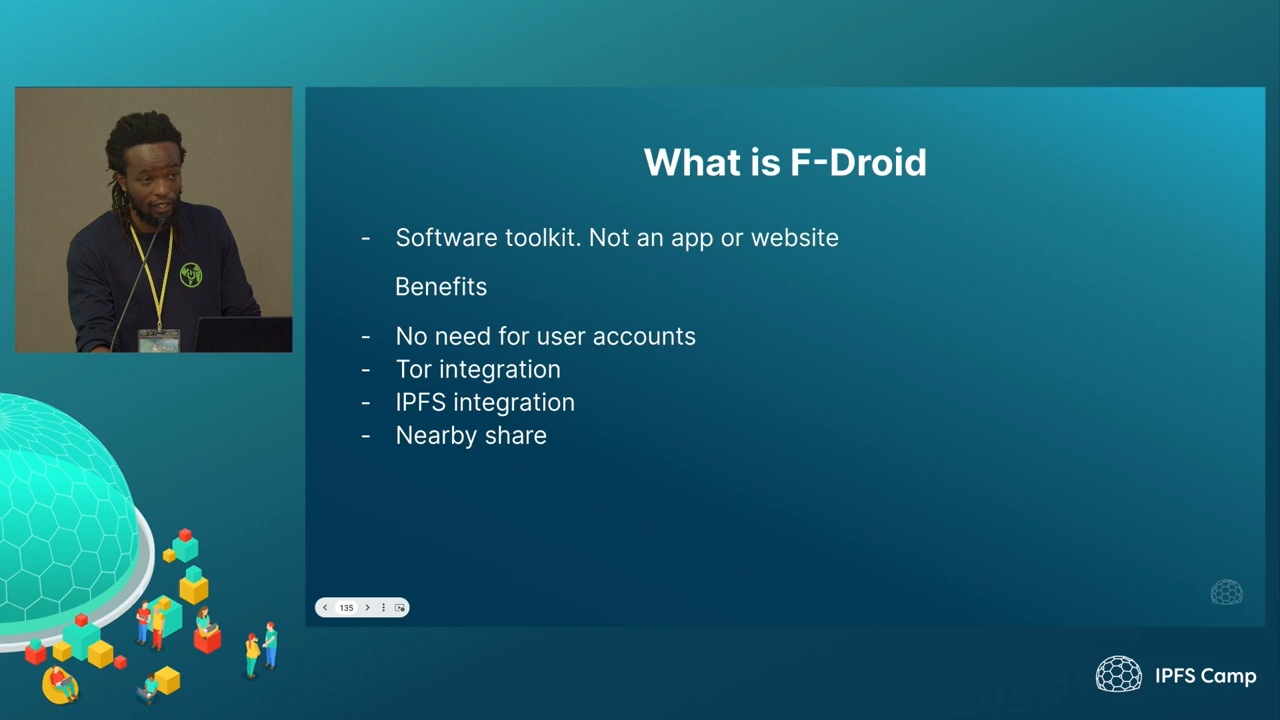 What is F-Droid
- Software toolkit. Not an app or website
Benefits
- No need for user accounts
- Tor integration
- IPFS integration
- Nearby share
135
IPFS Camp